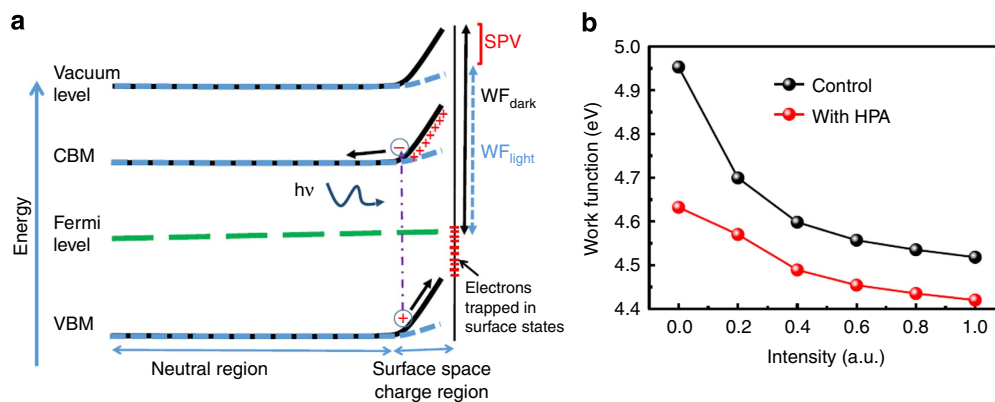 a
SPV
Vacuum
level
WF_dark
CBM
WF_light
hν
Fermi
level
Energy
Electrons
trapped in
surface states
VBM
Neutral region
Surface space
charge region
b
5.0
4.9
4.8
4.7
4.6
4.5
4.4
Work function (eV)
Control
With HPA
0.0 0.2 0.4 0.6 0.8 1.0
Intensity (a.u.)